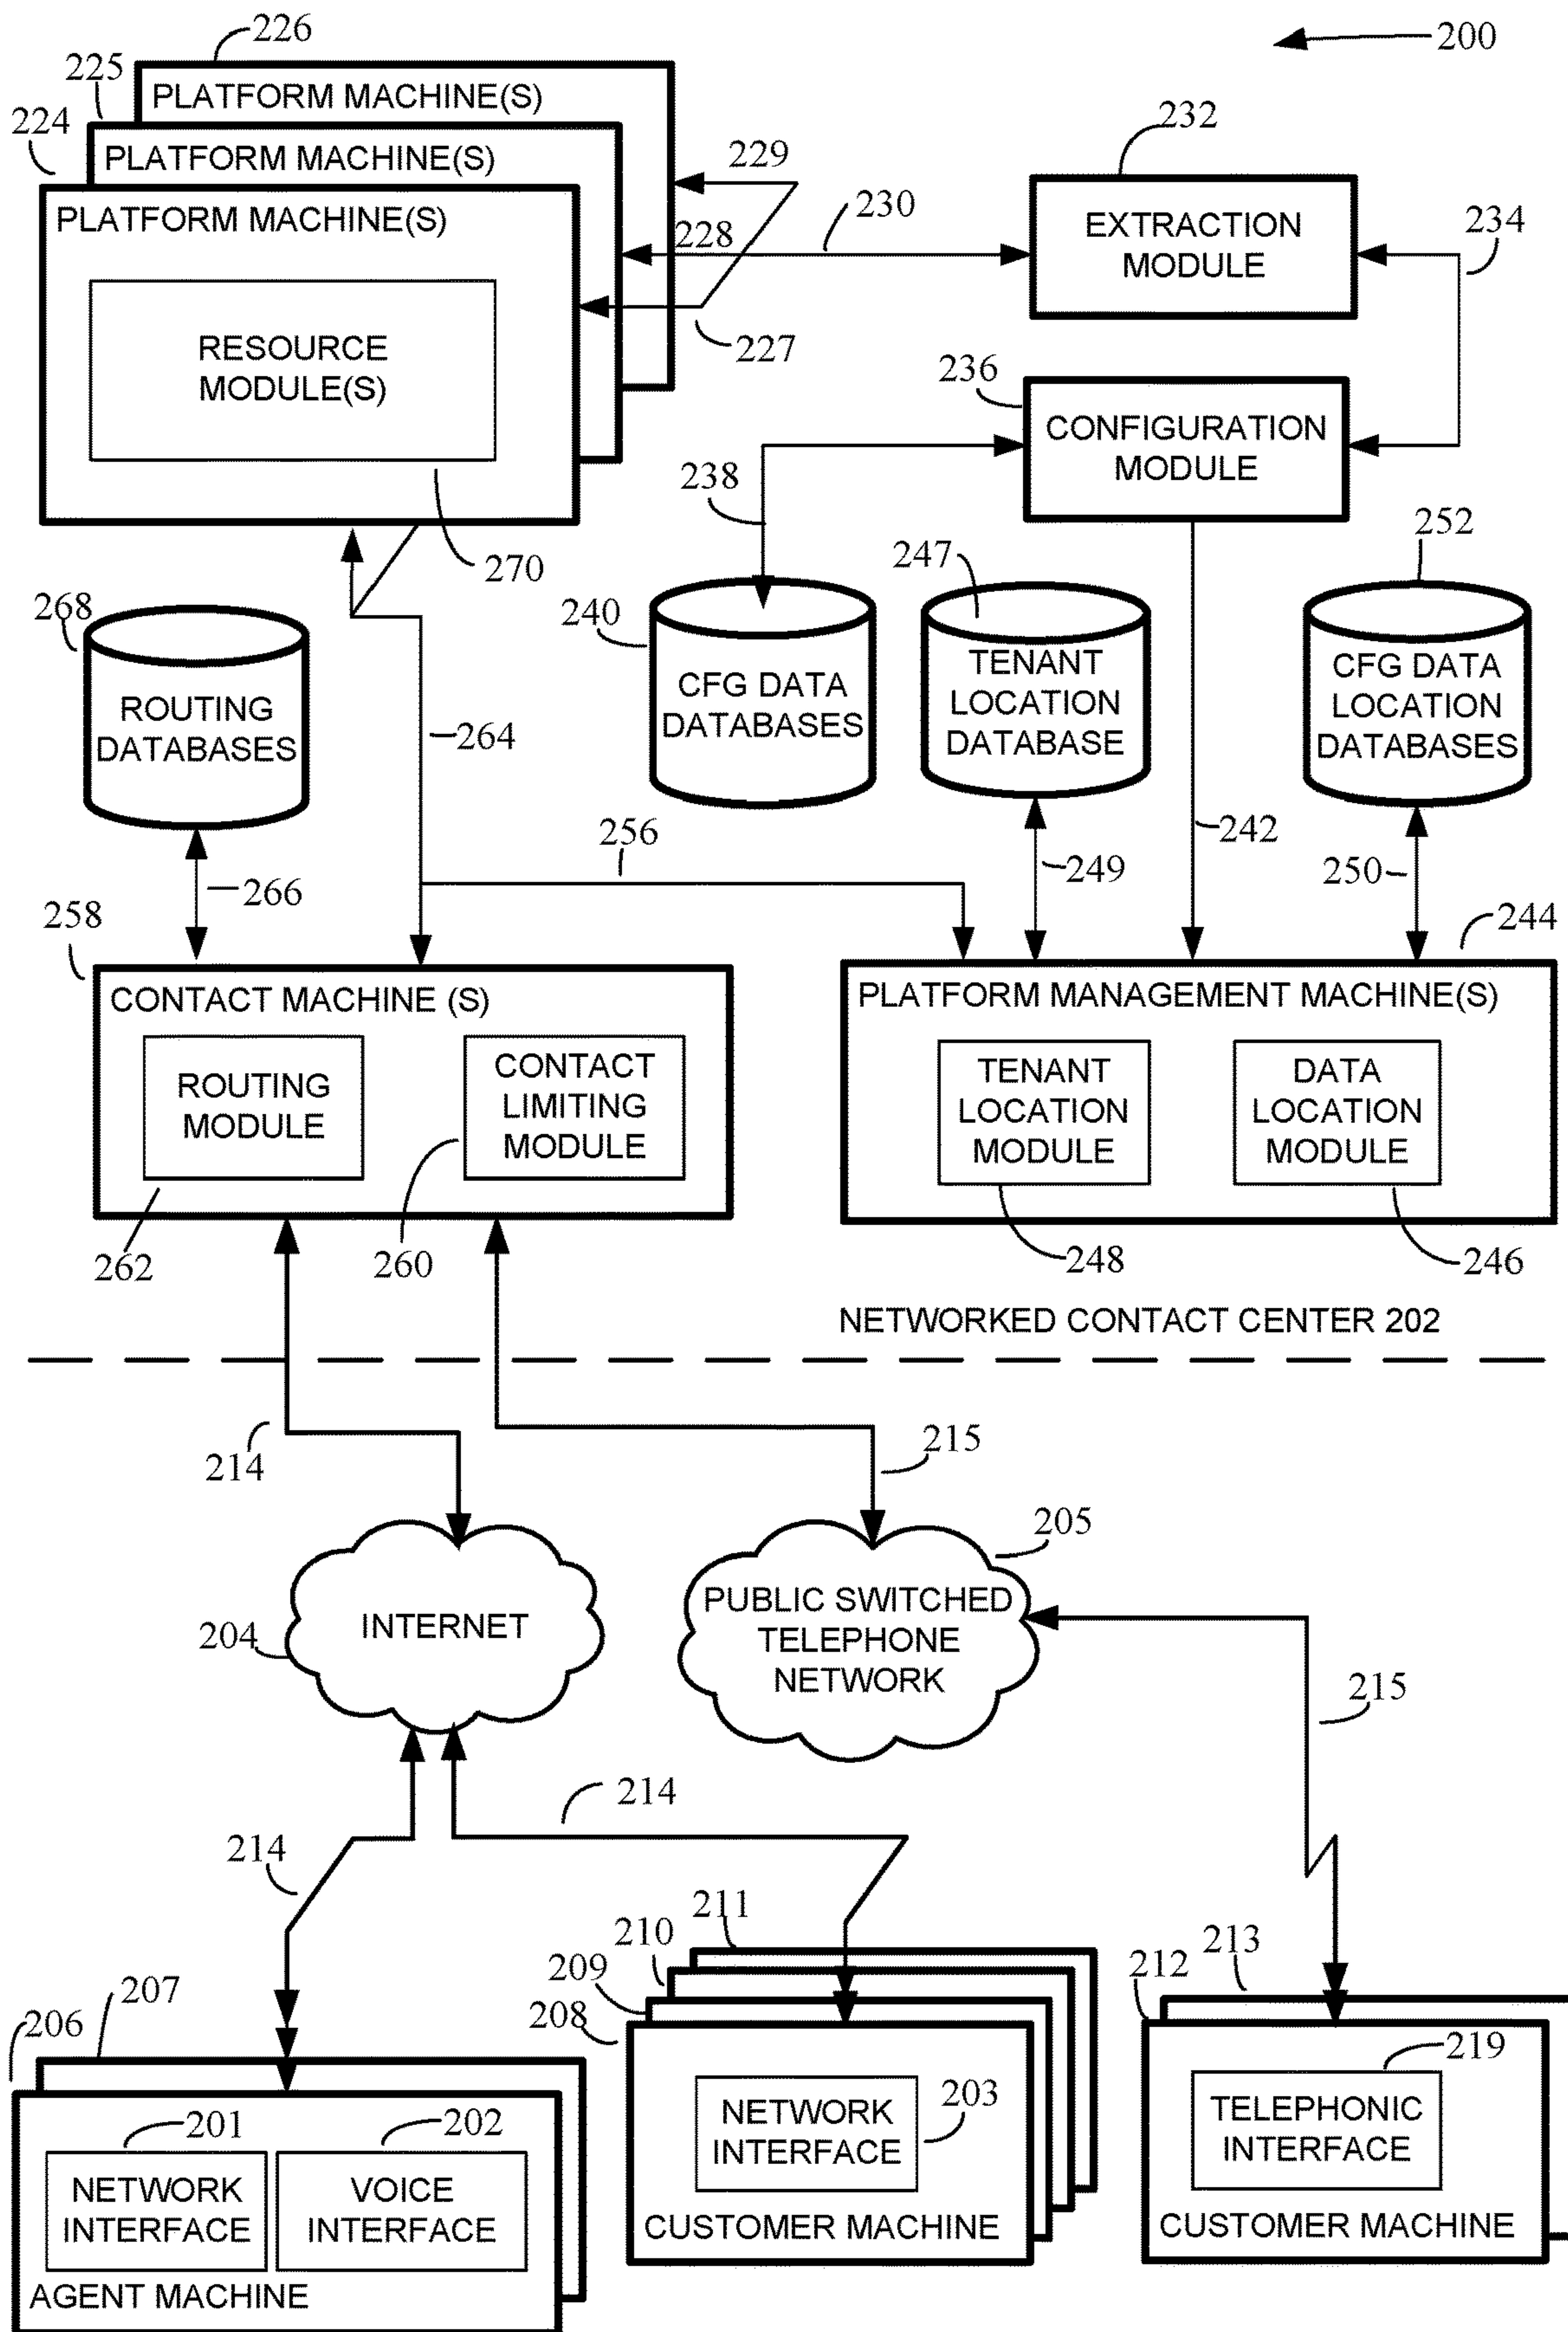 200
226
PLATFORM MACHINE(S)
225
PLATFORM MACHINE(S)
224
PLATFORM MACHINE(S)
RESOURCE
MODULE(S)
270
229
228
227
230
232
EXTRACTION
MODULE
234
236
CONFIGURATION
MODULE
238
240
CFG DATA
DATABASES
247
TENANT
LOCATION
DATABASE
252
CFG DATA
LOCATION
DATABASES
268
ROUTING
DATABASES
264
266
256
249
242
250
258
CONTACT MACHINE (S)
ROUTING
MODULE
CONTACT
LIMITING
MODULE
262
260
244
PLATFORM MANAGEMENT MACHINE(S)
TENANT
LOCATION
MODULE
DATA
LOCATION
MODULE
248
246
NETWORKED CONTACT CENTER 202
214
215
204
INTERNET
205
PUBLIC SWITCHED
TELEPHONE
NETWORK
215
214
214
207
206
201
202
NETWORK
INTERFACE
VOICE
INTERFACE
AGENT MACHINE
211
210
209
208
NETWORK
INTERFACE
203
CUSTOMER MACHINE
213
212
219
TELEPHONIC
INTERFACE
CUSTOMER MACHINE